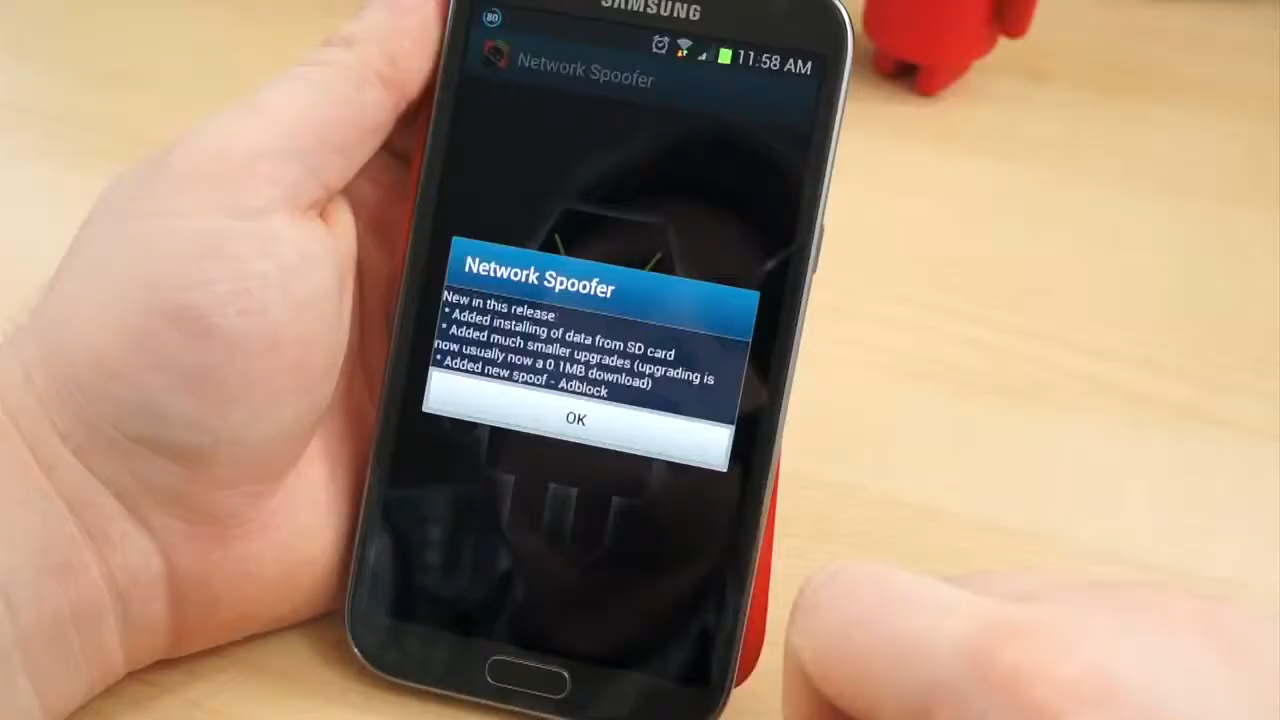 SAMSUNG
80
11:58 AM
Network Spoofer
Network Spoofer
New in this release:
* Added installing of data from SD card
* Added much smaller upgrades (upgrading is
now usually now a 0.1MB download)
* Added new spoof - Adblock
OK